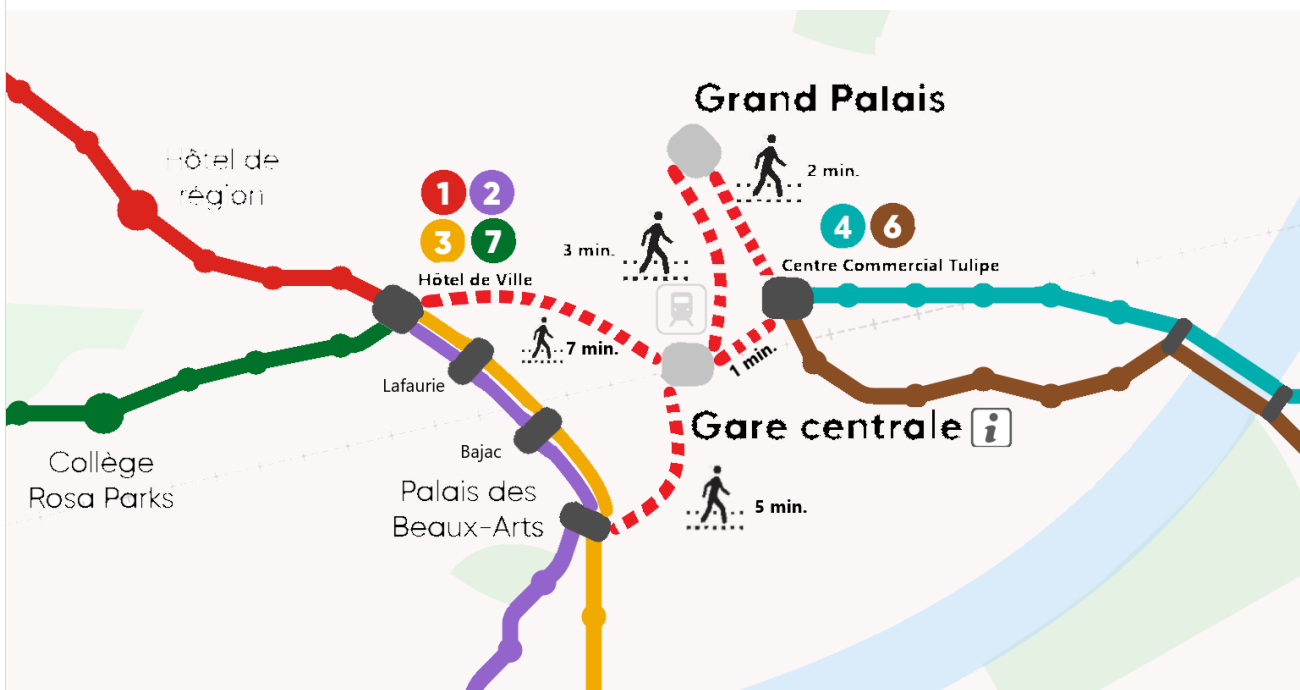 Grand Palais
2 min.
Hôtel de
région
1 2
3 7
Hôtel de Ville
3 min.
4 6
Centre Commercial Tulipe
7 min.
1 min.
Lafaurie
Gare centrale i
Bajac
Collège
Rosa Parks
Palais des
Beaux-Arts
5 min.